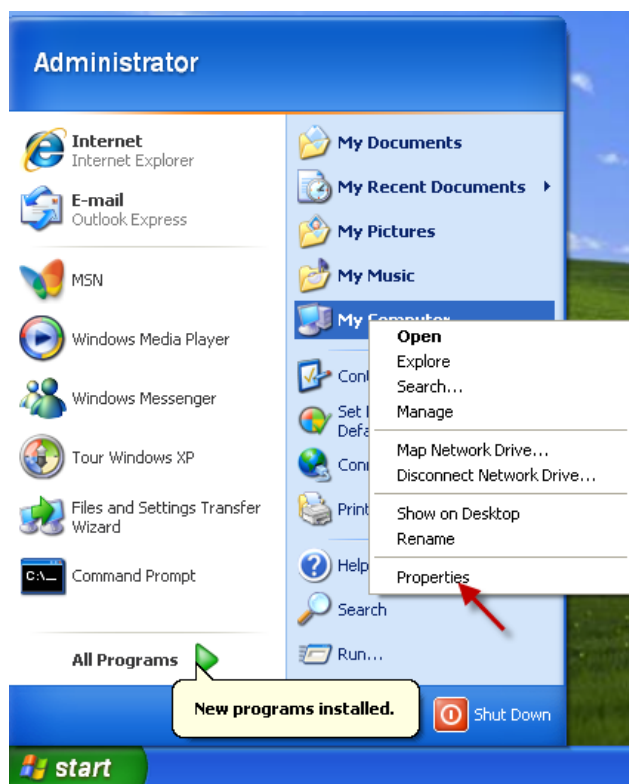 Administrator
Internet
Internet Explorer
E-mail
Outlook Express
MSN
Windows Media Player
Windows Messenger
Tour Windows XP
Files and Settings Transfer
Wizard
C:\_
Command Prompt
All Programs
My Documents
My Recent Documents
My Pictures
My Music
My Computer
Set
Print
Help
Search
Run...
Open
Explore
Search...
Manage
Map Network Drive...
Disconnect Network Drive...
Show on Desktop
Rename
Properties
New programs installed.
Shut Down
start